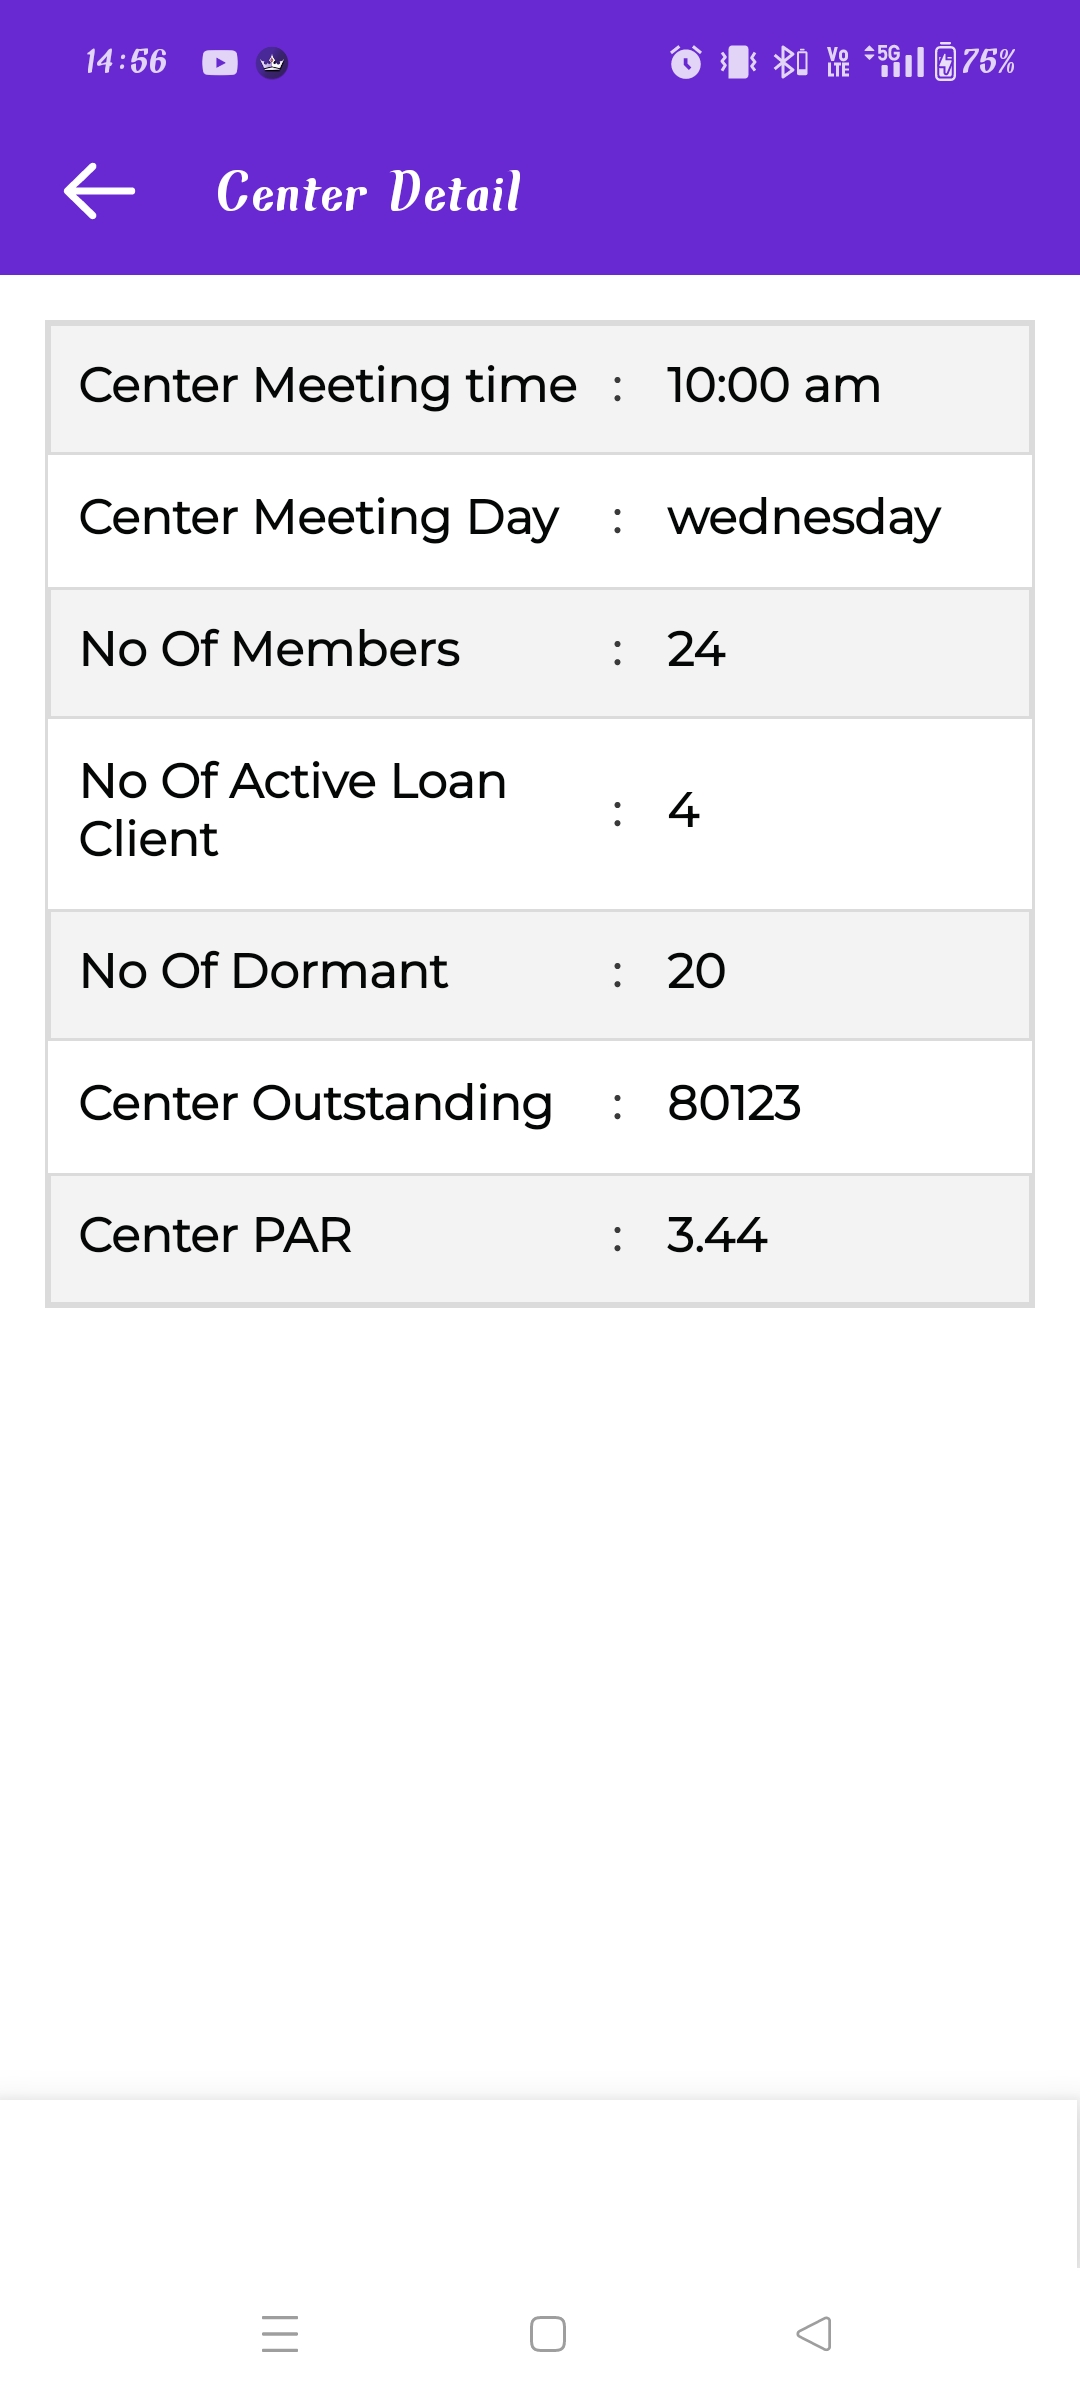 14:56 Vo LTE 5G 75%
Center Detail
Center Meeting time : 10:00 am
Center Meeting Day : wednesday
No Of Members : 24
No Of Active Loan
Client : 4
No Of Dormant : 20
Center Outstanding : 80123
Center PAR : 3.44